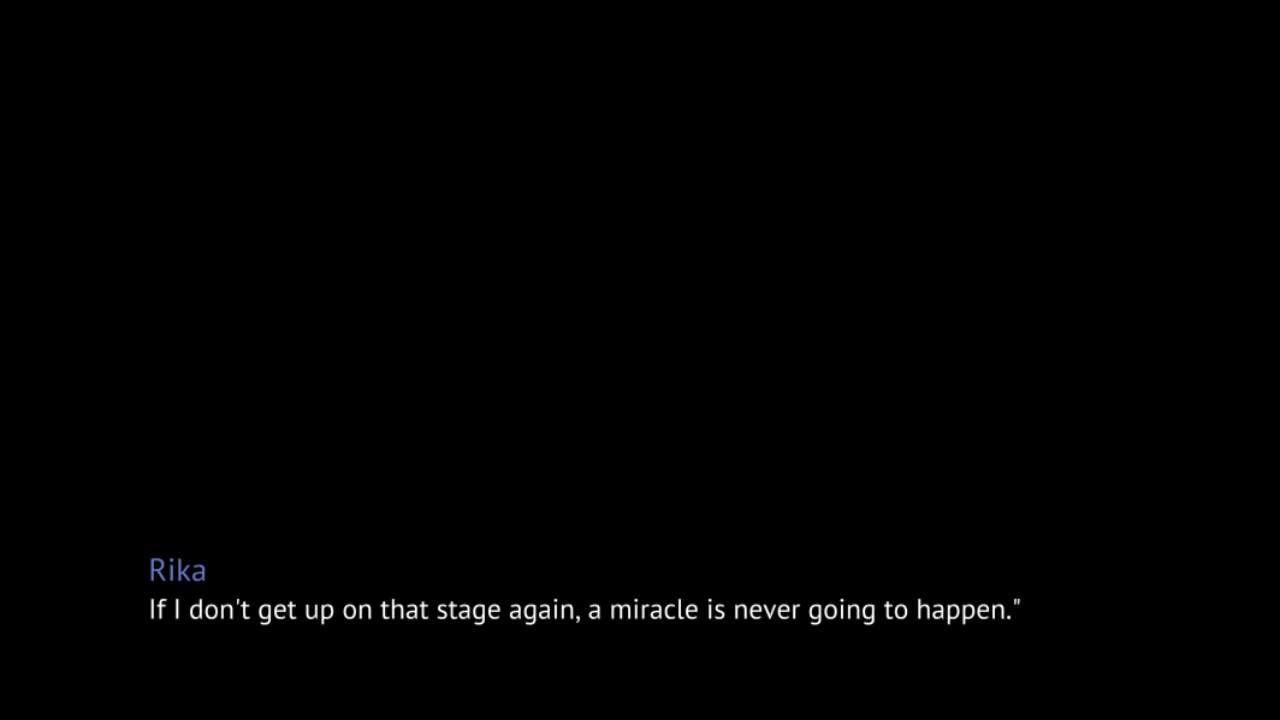 Rika
If I don't get up on that stage again, a miracle is never going to happen."